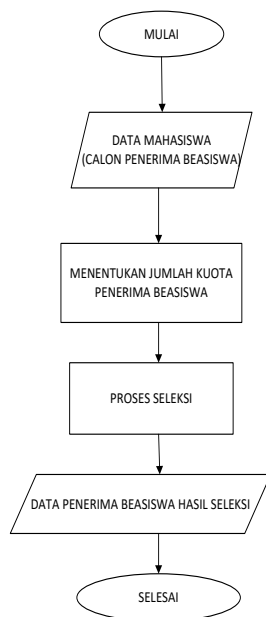 MULAI
DATA MAHASISWA
(CALON PENERIMA BEASISWA)
MENENTUKAN JUMLAH KUOTA
PENERIMA BEASISWA
PROSES SELEKSI
DATA PENERIMA BEASISWA HASIL SELEKSI
SELESAI